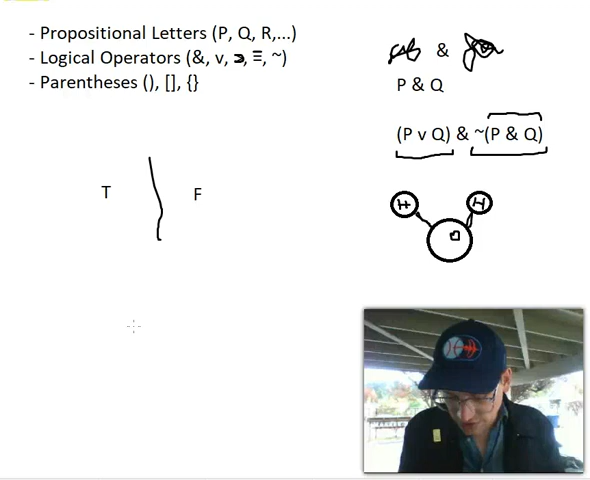 - Propositional Letters (P, Q, R,...)
- Logical Operators (&, v, ⊃, ≡, ~)
- Parentheses (), [], {}
&
P & Q
(P v Q) & ~(P & Q)
T F
H H
O